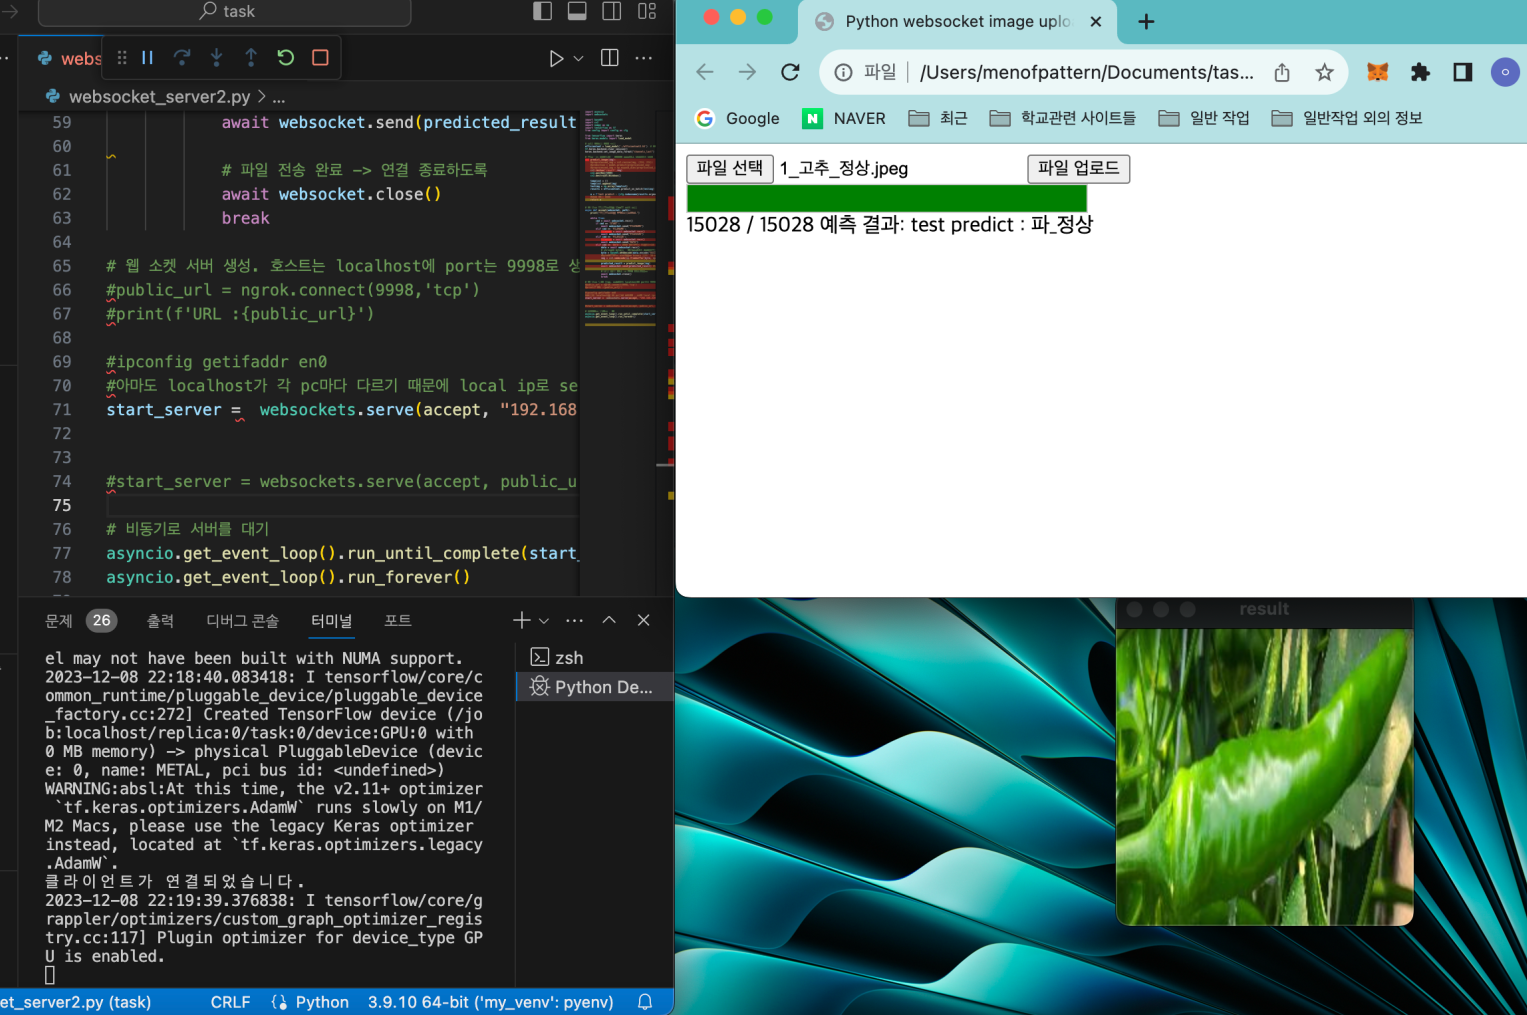 task
webs
websocket_server2.py > ...
59 await websocket.send(predicted_result
60
61 # 파일 전송 완료 -> 연결 종료하도록
62 await websocket.close()
63 break
64
65 # 웹 소켓 서버 생성. 호스트는 localhost에 port는 9998로 생
66 #public_url = ngrok.connect(9998,'tcp')
67 #print(f'URL :{public_url}')
68
69 #ipconfig getifaddr en0
70 #아마도 localhost가 각 pc마다 다르기 때문에 local ip로 se
71 start_server = websockets.serve(accept, "192.168
72
73
74 #start_server = websockets.serve(accept, public_u
75
76 # 비동기로 서버를 대기
77 asyncio.get_event_loop().run_until_complete(start_
78 asyncio.get_event_loop().run_forever()
문제 26 출력 디버그 콘솔 터미널 포트
el may not have been built with NUMA support.
2023-12-08 22:18:40.083418: I tensorflow/core/c
ommon_runtime/pluggable_device/pluggable_device
_factory.cc:272] Created TensorFlow device (/jo
b:localhost/replica:0/task:0/device:GPU:0 with
0 MB memory) -> physical PluggableDevice (devic
e: 0, name: METAL, pci bus id: <undefined>)
WARNING:absl:At this time, the v2.11+ optimizer
`tf.keras.optimizers.AdamW` runs slowly on M1/
M2 Macs, please use the legacy Keras optimizer
instead, located at `tf.keras.optimizers.legacy
.AdamW`.
클라이언트가 연결되었습니다.
2023-12-08 22:19:39.376838: I tensorflow/core/g
rappler/optimizers/custom_graph_optimizer_regis
try.cc:117] Plugin optimizer for device_type GP
U is enabled.
zsh
Python De...
et_server2.py (task) CRLF Python 3.9.10 64-bit ('my_venv': pyenv)
Python websocket image uplo
파일 /Users/menofpattern/Documents/tas...
Google NAVER 최근 학교관련 사이트들 일반 작업 일반작업 외의 정보
파일 선택 1_고추_정상.jpeg 파일 업로드
15028 / 15028 예측 결과: test predict : 파_정상
result